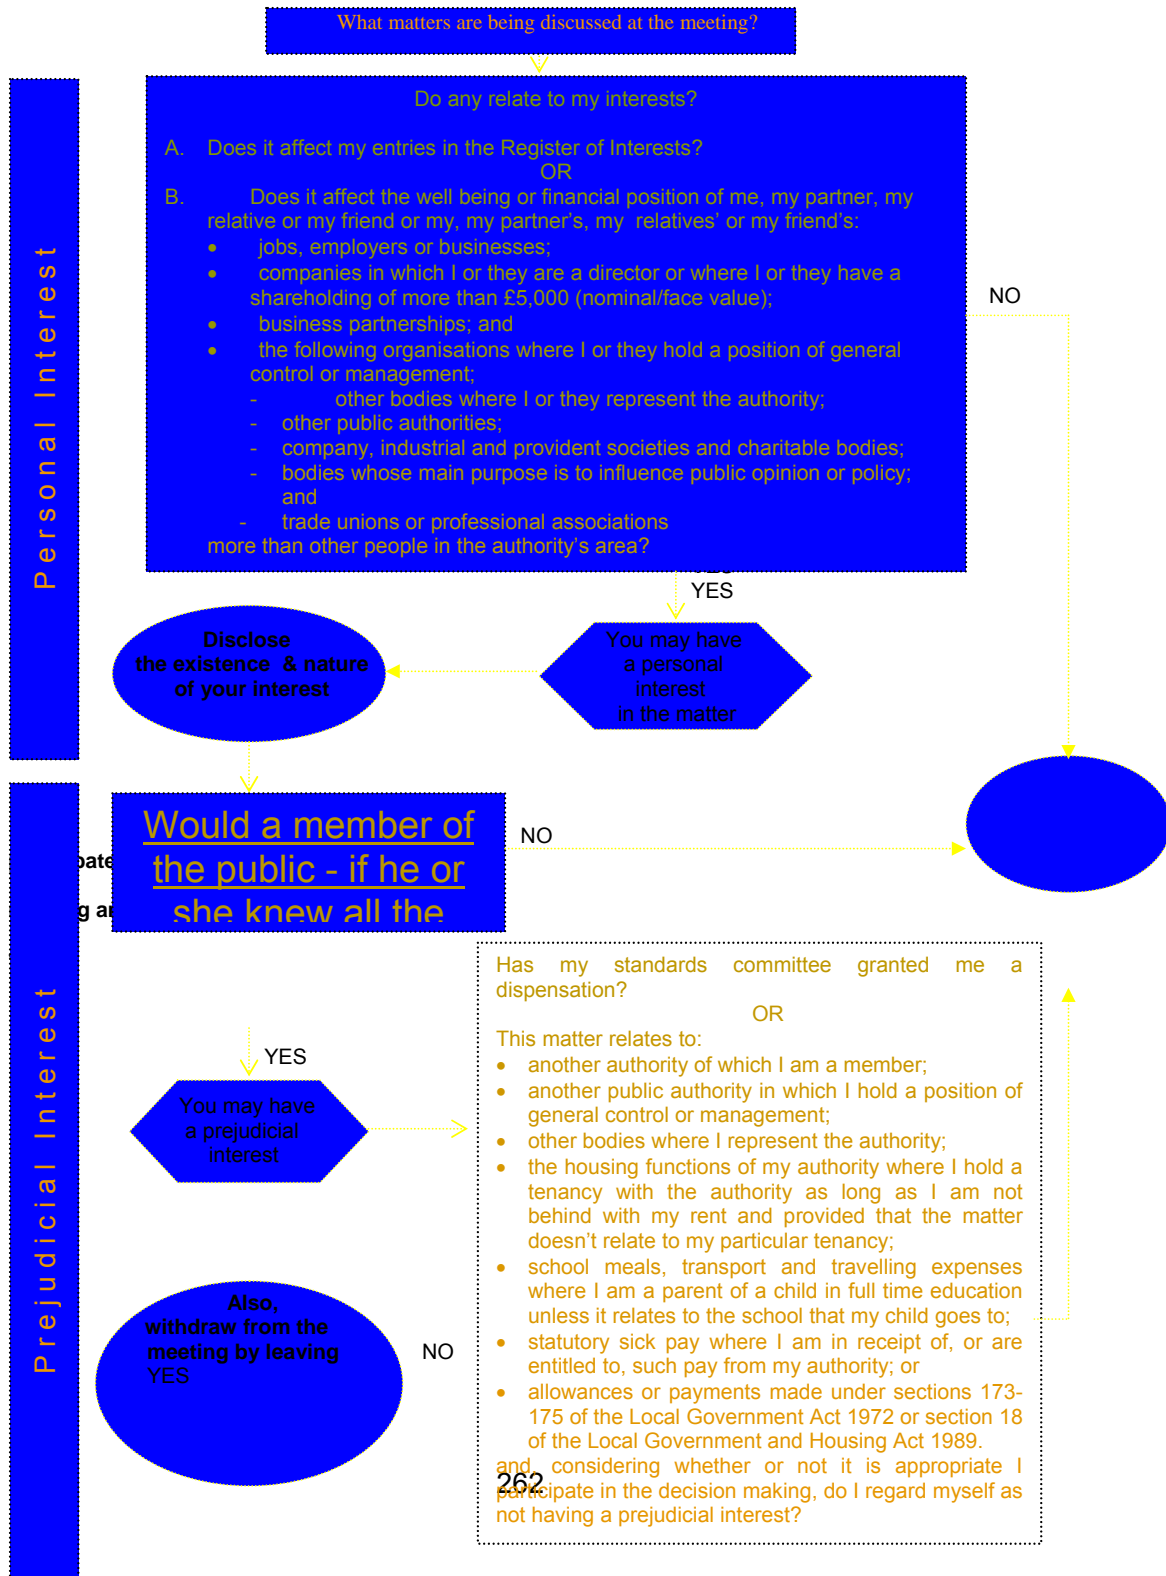 What matters are being discussed at the meeting?
Personal Interest
Do any relate to my interests?
A. Does it affect my entries in the Register of Interests?
OR
B. Does it affect the well being or financial position of me, my partner, my
relative or my friend or my, my partner's, my relatives' or my friend's:
• jobs, employers or businesses;
• companies in which I or they are a director or where I or they have a
shareholding of more than £5,000 (nominal/face value);
• business partnerships; and
• the following organisations where I or they hold a position of general
control or management;
- other bodies where I or they represent the authority;
- other public authorities;
- company, industrial and provident societies and charitable bodies;
- bodies whose main purpose is to influence public opinion or policy;
and
- trade unions or professional associations
more than other people in the authority's area?
NO
YES
You may have
a personal
interest
in the matter
Disclose
the existence & nature
of your interest
Prejudicial Interest
Would a member of
the public - if he or
she knew all the
NO
YES
You may have
a prejudicial
interest
Has my standards committee granted me a
dispensation?
OR
This matter relates to:
• another authority of which I am a member;
• another public authority in which I hold a position of
general control or management;
• other bodies where I represent the authority;
• the housing functions of my authority where I hold a
tenancy with the authority as long as I am not
behind with my rent and provided that the matter
doesn't relate to my particular tenancy;
• school meals, transport and travelling expenses
where I am a parent of a child in full time education
unless it relates to the school that my child goes to;
• statutory sick pay where I am in receipt of, or are
entitled to, such pay from my authority; or
• allowances or payments made under sections 173-
175 of the Local Government Act 1972 or section 18
of the Local Government and Housing Act 1989.
and, considering whether or not it is appropriate I
participate in the decision making, do I regard myself as
not having a prejudicial interest?
Also,
withdraw from the
meeting by leaving
YES
NO
262